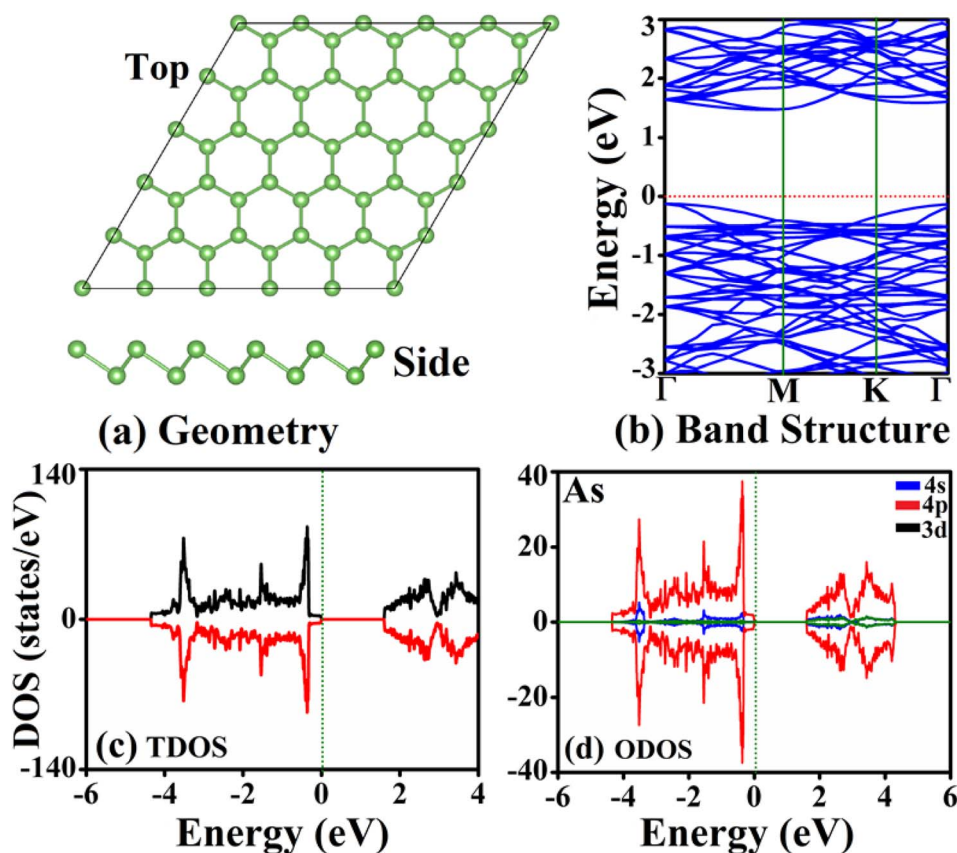 Top
Side
(a) Geometry
Energy (eV)
3
2
1
0
-1
-2
-3
Γ M K Γ
(b) Band Structure
DOS (states/eV)
140
0
-140
(c) TDOS
-6 -4 -2 0 2 4
Energy (eV)
As
4s
4p
3d
40
20
0
-20
-40
(d) ODOS
-6 -4 -2 0 2 4 6
Energy (eV)